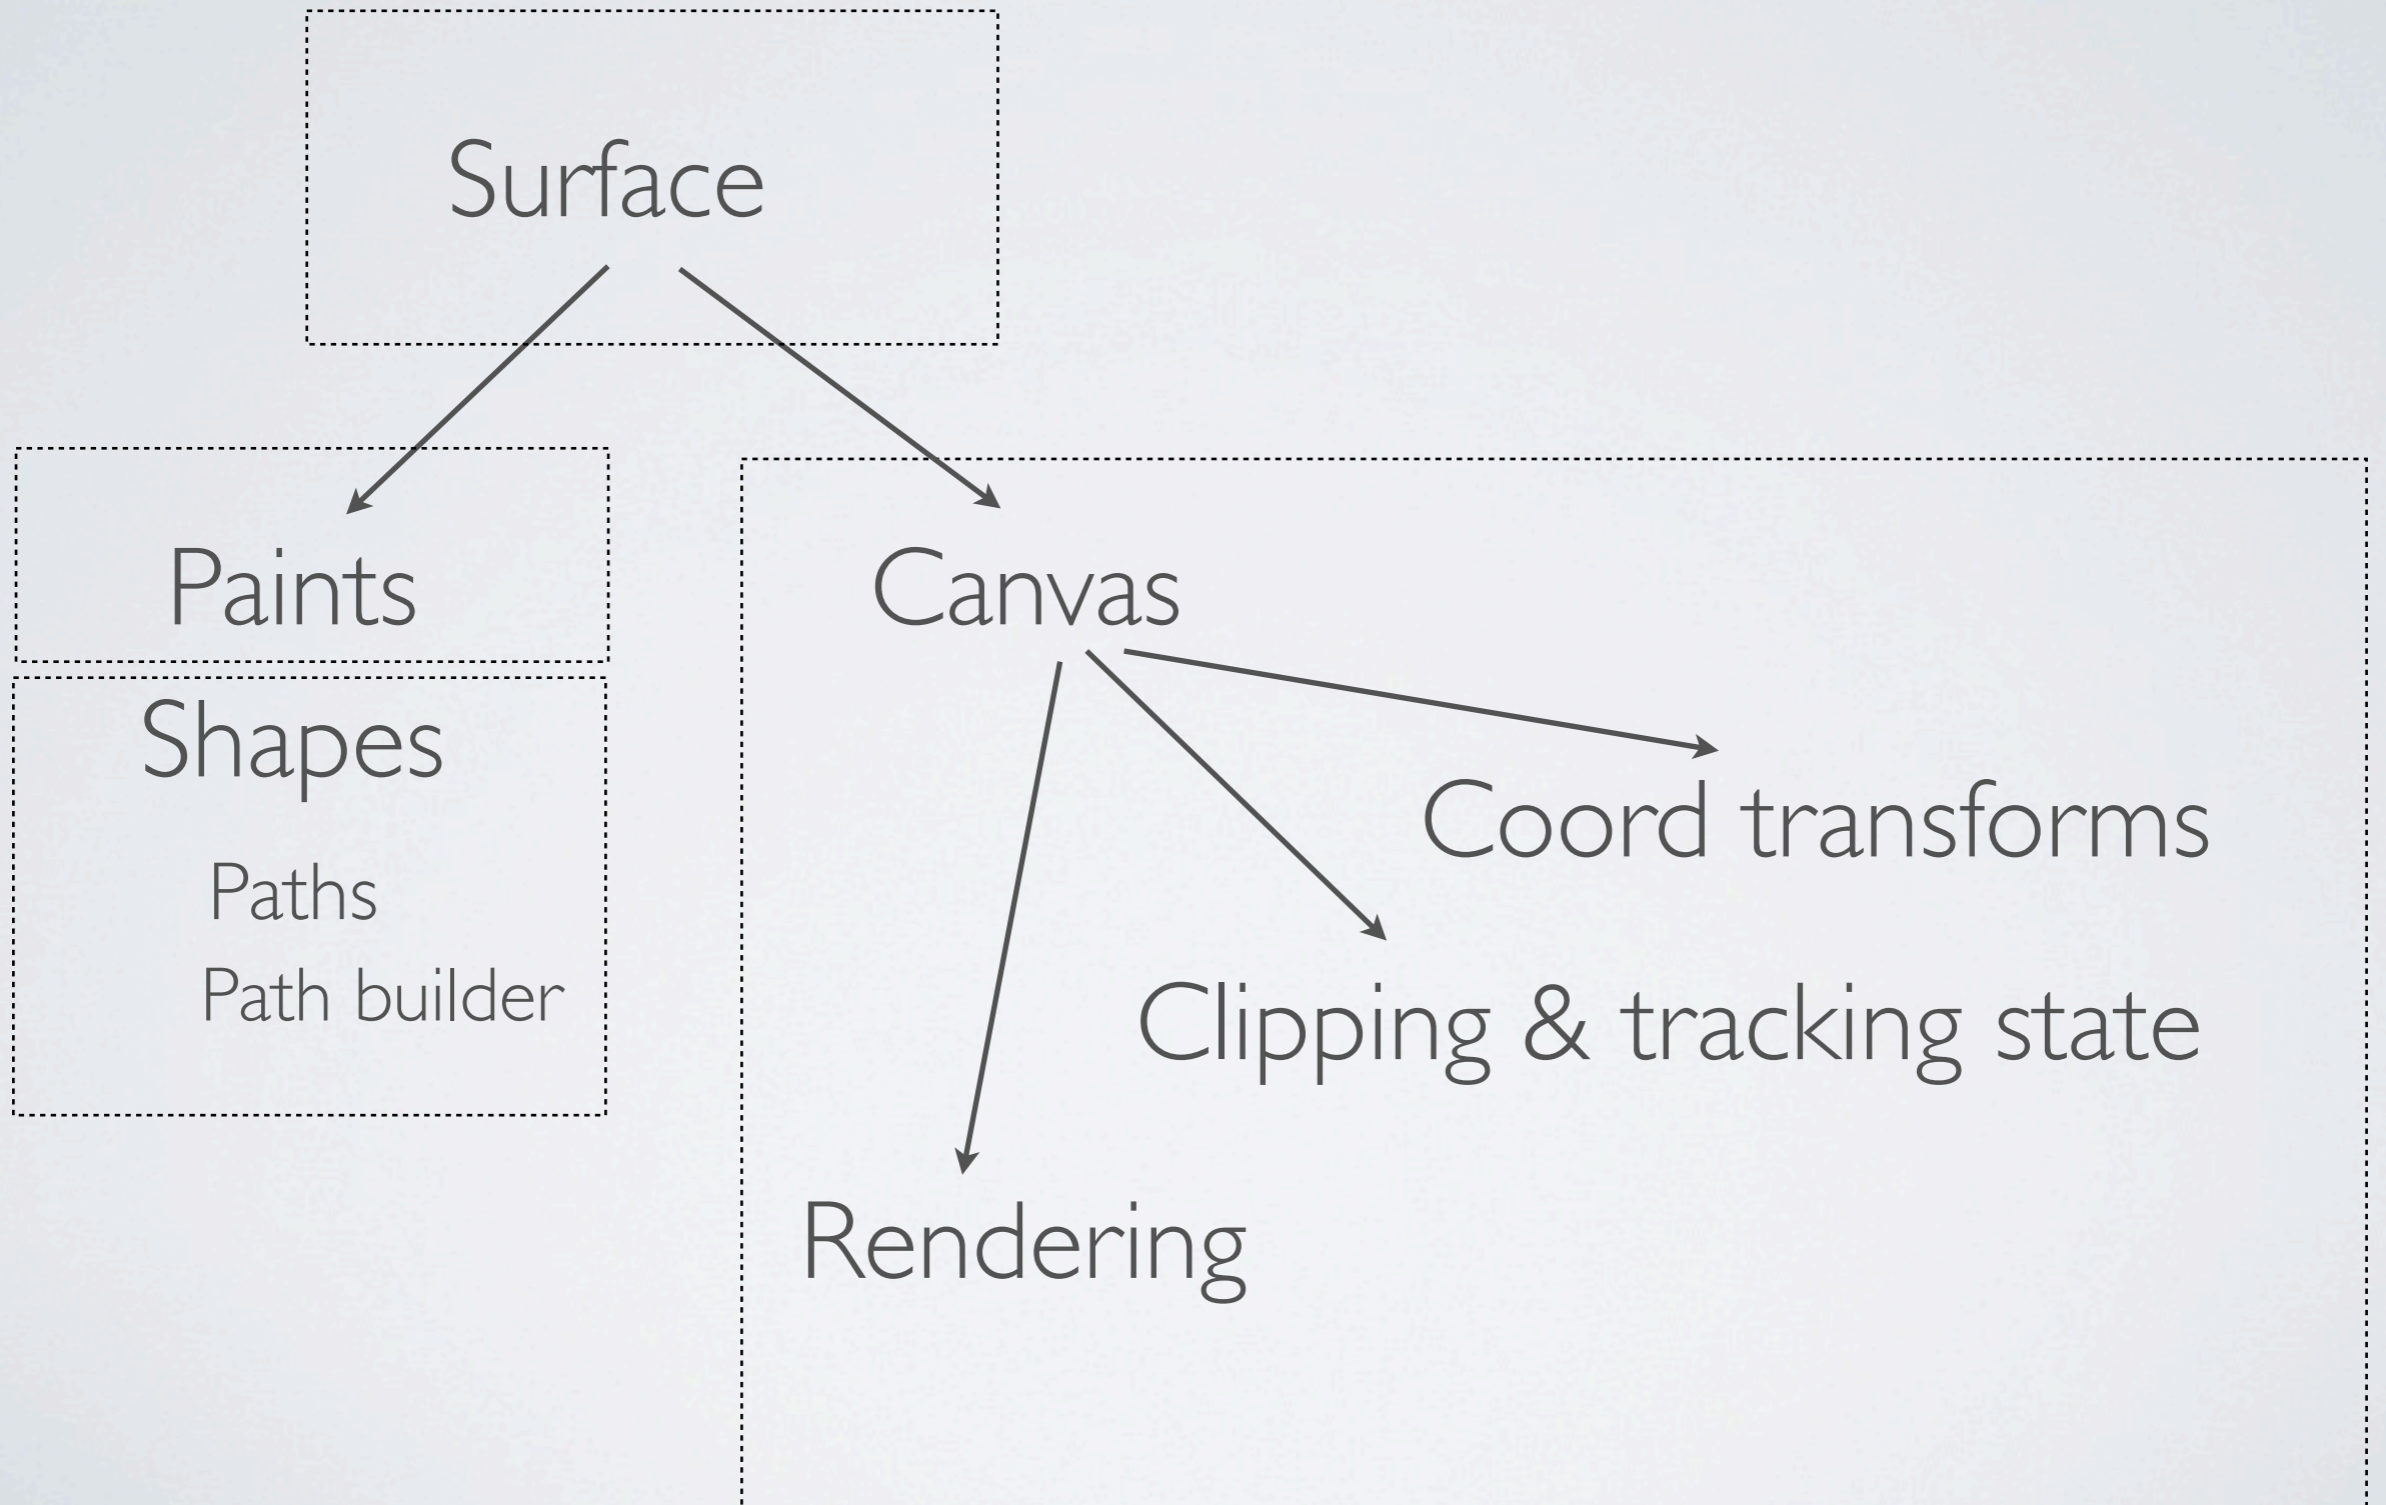 Surface
Paints
Shapes
Paths
Path builder
Canvas
Coord transforms
Clipping & tracking state
Rendering